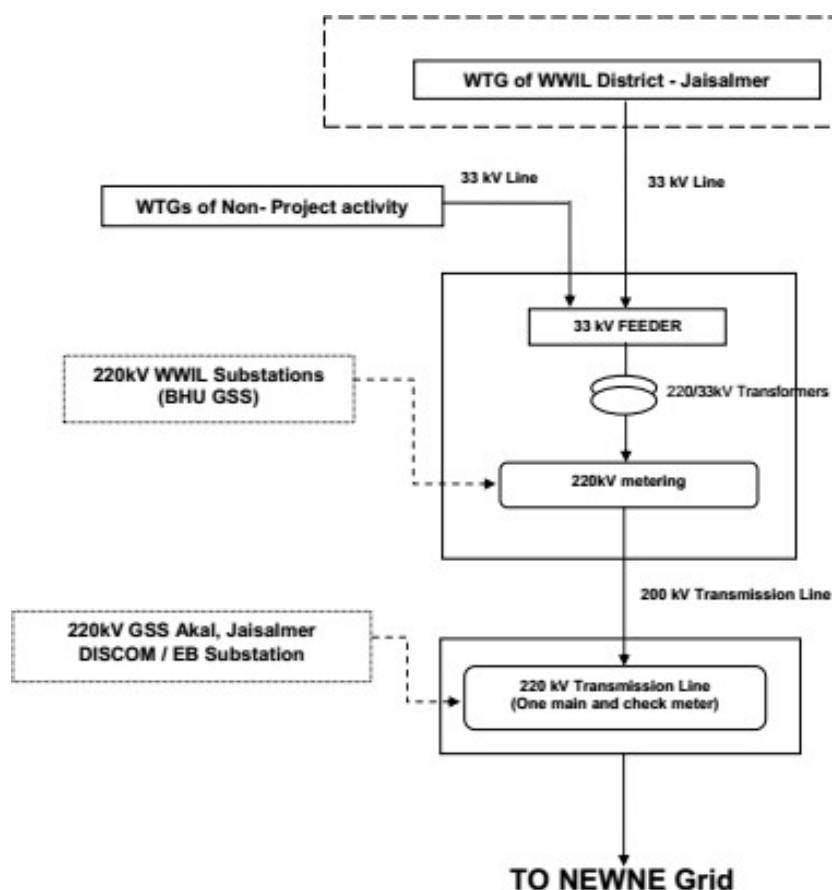 WTG of WWIL District - Jaisalmer
33 kV Line
33 kV Line
WTGs of Non- Project activity
33 kV FEEDER
220kV WWIL Substations
(BHU GSS)
220/33kV Transformers
220kV metering
200 kV Transmission Line
220kV GSS Akal, Jaisalmer
DISCOM / EB Substation
220 kV Transmission Line
(One main and check meter)
TO NEWNE Grid